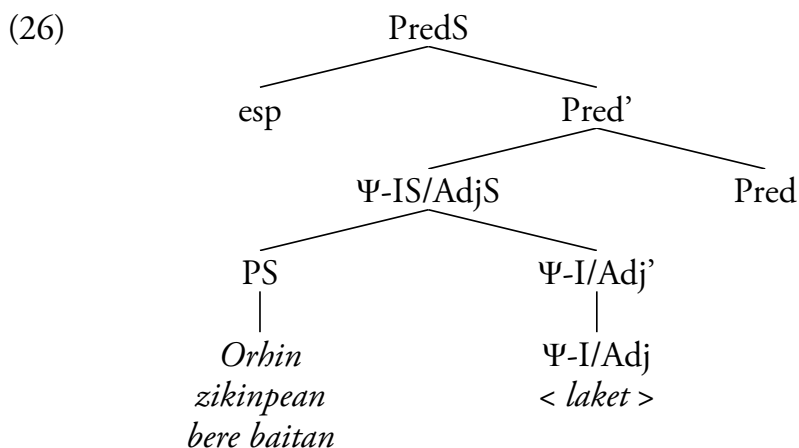 (26) PredS
esp Pred’
Ψ-IS/AdjS Pred
PS Ψ-I/Adj’
Orhin Ψ-I/Adj
zikinpean < laket >
bere baitan